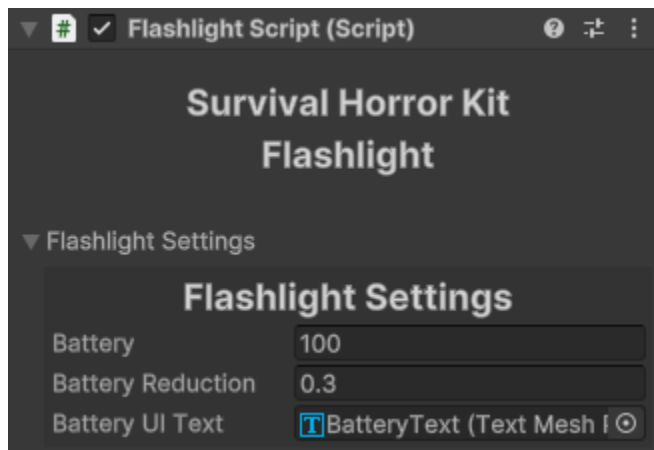 # Flashlight Script (Script)
Survival Horror Kit
Flashlight
Flashlight Settings
Flashlight Settings
Battery 100
Battery Reduction 0.3
Battery UI Text BatteryText (Text Mesh